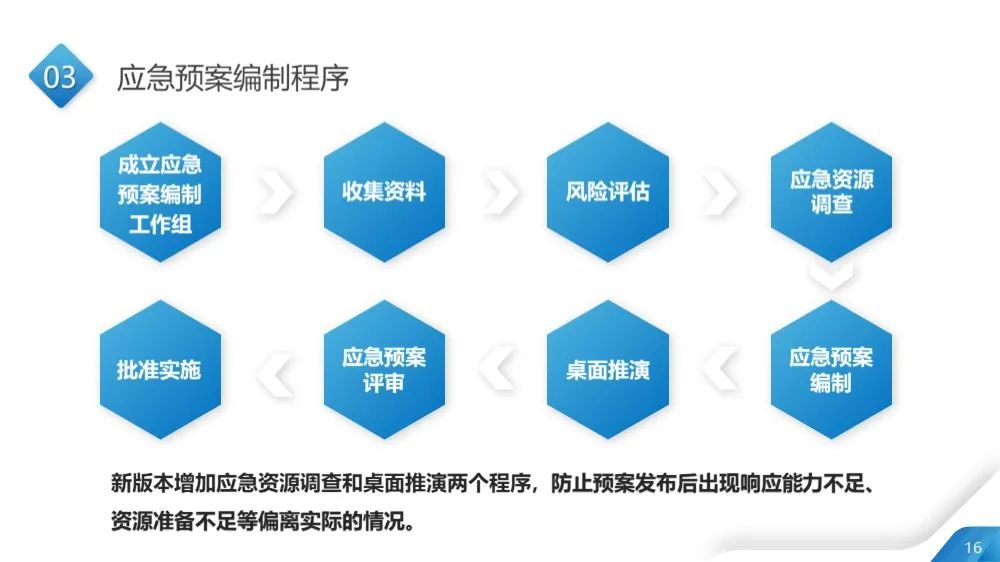 03
应急预案编制程序
成立应急
预案编制
工作组
收集资料
风险评估
应急资源
调查
应急预案
编制
桌面推演
应急预案
评审
批准实施
新版本增加应急资源调查和桌面推演两个程序，防止预案发布后出现响应能力不足、
资源准备不足等偏离实际的情况。
16